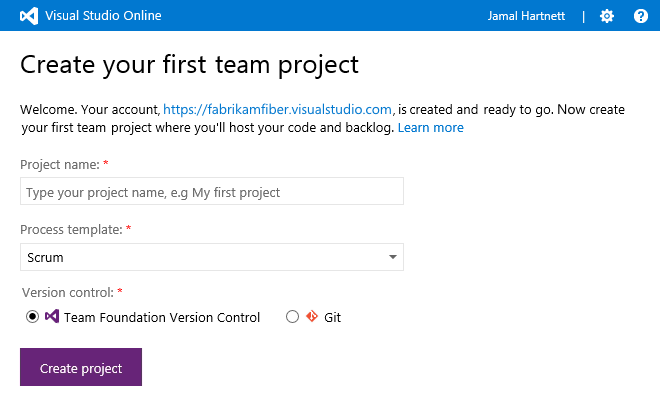 Visual Studio Online
Jamal Hartnett | ?
Create your first team project
Welcome. Your account, https://fabrikamfiber.visualstudio.com, is created and ready to go. Now create
your first team project where you'll host your code and backlog. Learn more
Project name: *
Type your project name, e.g My first project
Process template: *
Scrum
Version control: *
Team Foundation Version Control
Git
Create project